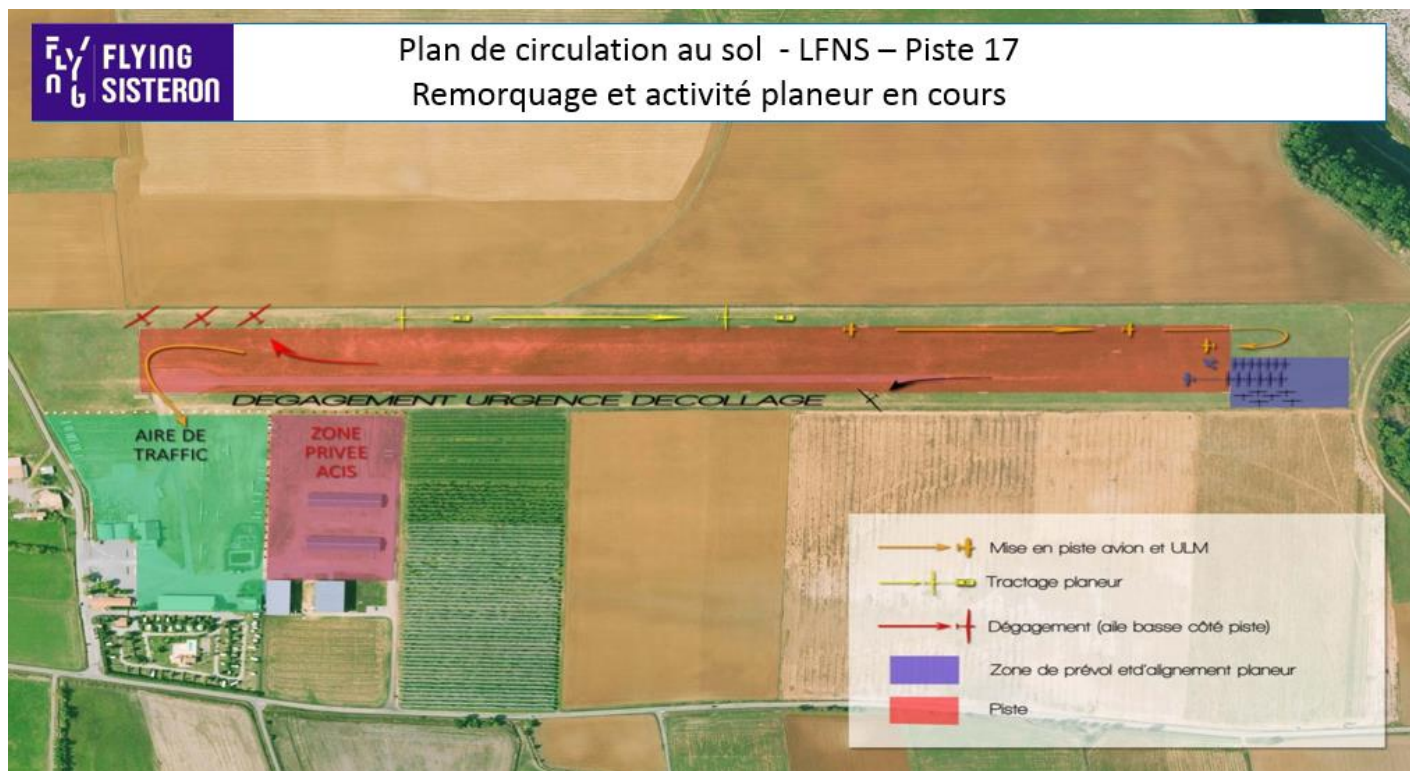 FLYING
SISTERON
Plan de circulation au sol - LFNS – Piste 17
Remorquage et activité planeur en cours
DEGAGEMENT URGENCE DECOLLAGE
AIRE DE
TRAFFIC
ZONE
PRIVEE
ACIS
Mise en piste avion et ULM
Tractage planeur
Dégagement (aile basse côté piste)
Zone de prévol etd'alignement planeur
Piste